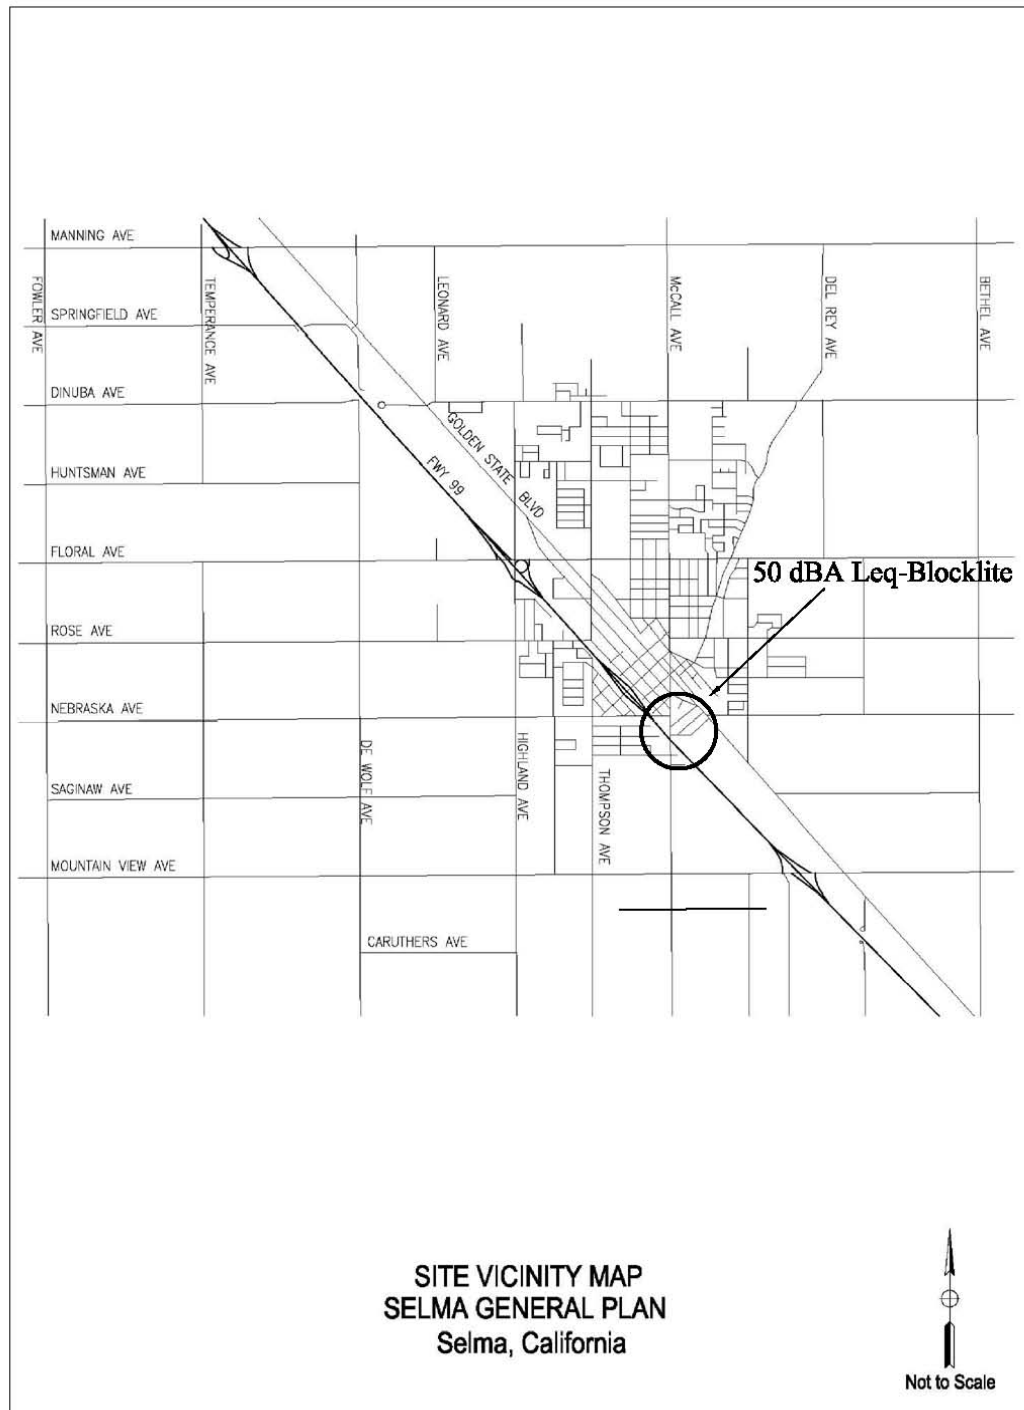 MANNING AVE
FOWLER AVE
TEMPERANCE AVE
LEONARD AVE
McCALL AVE
DEL REY AVE
BETHEL AVE
SPRINGFIELD AVE
DINUBA AVE
GOLDEN STATE BLVD
FWY 99
HUNTSMAN AVE
FLORAL AVE
50 dBA Leq-Blocklite
ROSE AVE
NEBRASKA AVE
DE WOLF AVE
HIGHLAND AVE
THOMPSON AVE
SAGINAW AVE
MOUNTAIN VIEW AVE
CARUTHERS AVE
SITE VICINITY MAP
SELMA GENERAL PLAN
Selma, California
Not to Scale